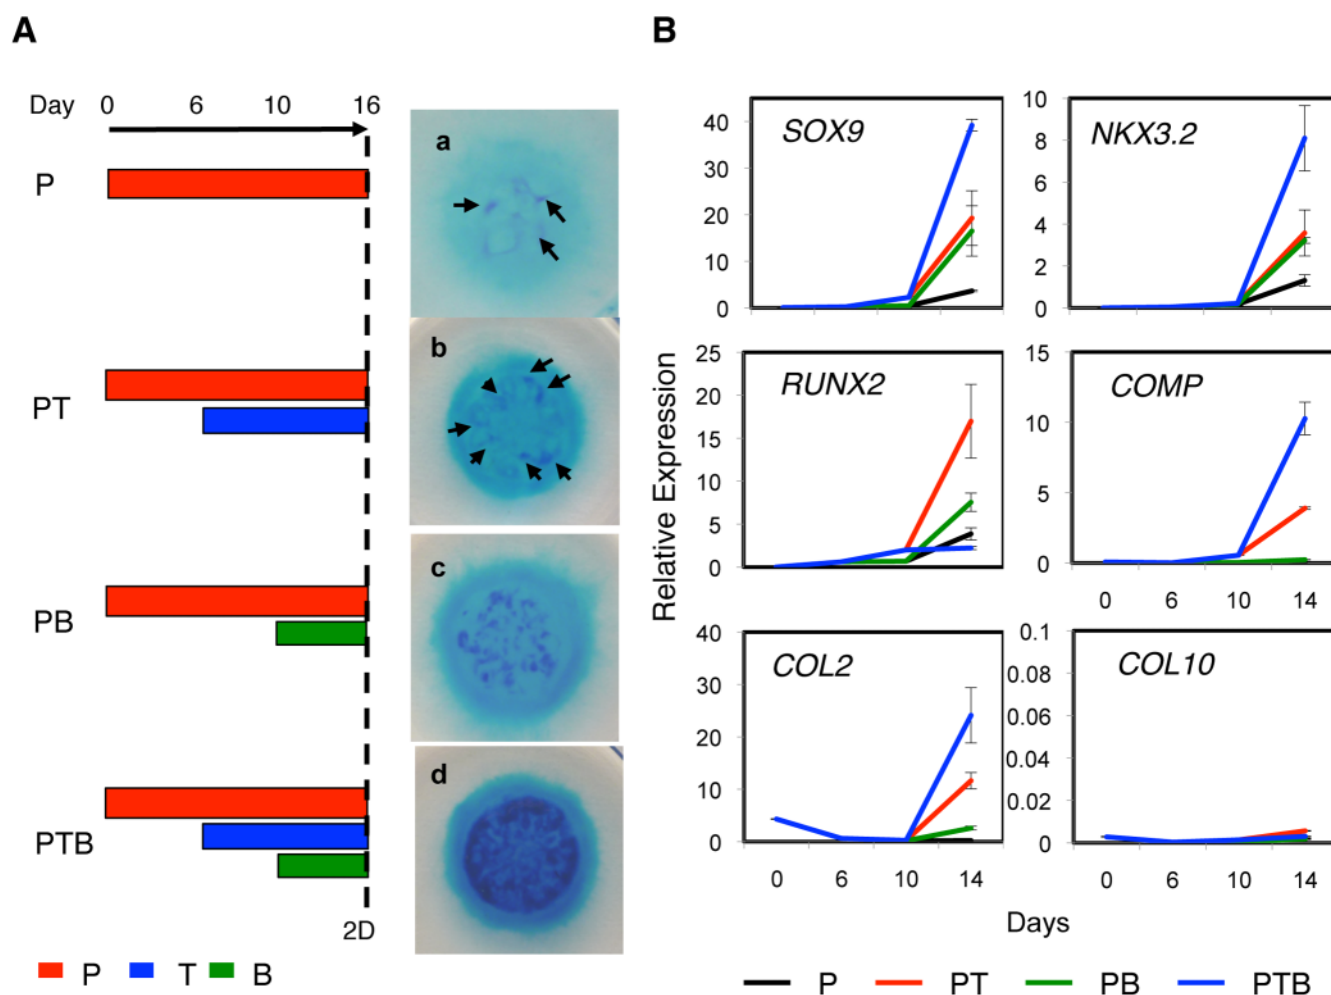 A
B
Day 0 6 10 16
P
PT
PB
PTB
2D
P T B
a
b
c
d
Relative Expression
SOX9
40
30
20
10
0
NKX3.2
10
8
6
4
2
0
RUNX2
25
20
15
10
5
0
COMP
15
10
5
0
0 6 10 14
COL2
40
30
20
10
0
0 6 10 14
COL10
0.1
0.08
0.06
0.04
0.02
0
0 6 10 14
Days
P PT PB PTB